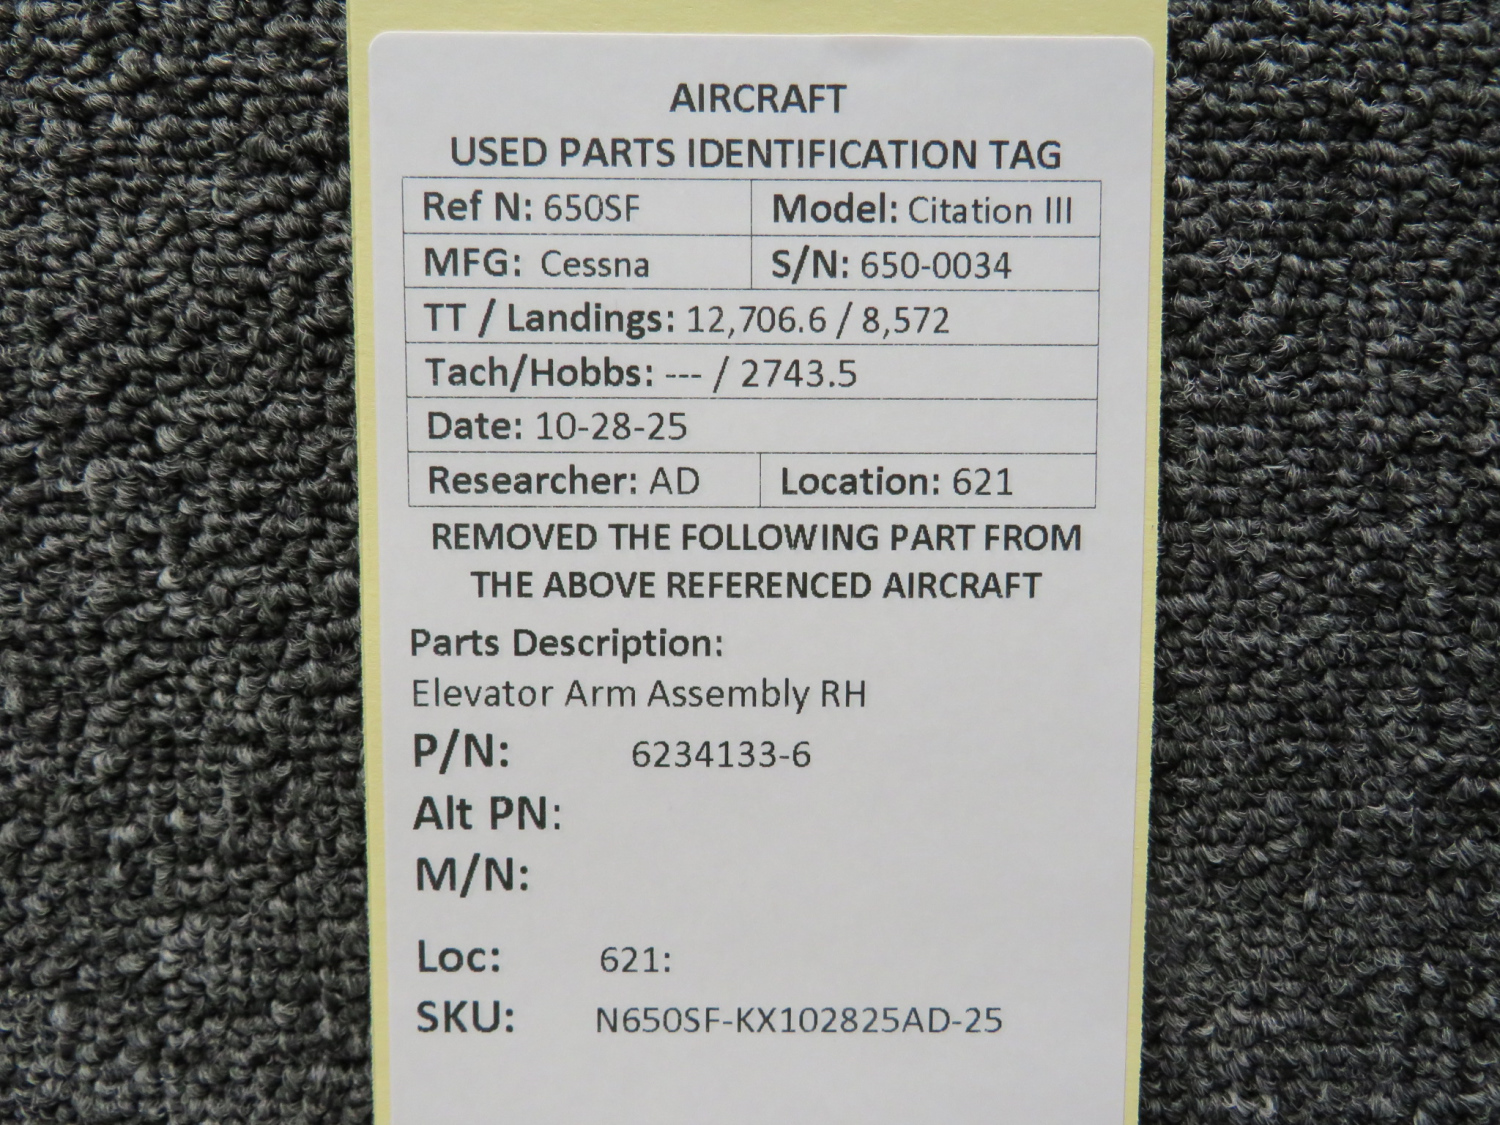 AIRCRAFT
USED PARTS IDENTIFICATION TAG
Ref N: 650SF Model: Citation III
MFG: Cessna S/N: 650-0034
TT / Landings: 12,706.6 / 8,572
Tach/Hobbs: --- / 2743.5
Date: 10-28-25
Researcher: AD Location: 621
REMOVED THE FOLLOWING PART FROM
THE ABOVE REFERENCED AIRCRAFT
Parts Description:
Elevator Arm Assembly RH
P/N: 6234133-6
Alt PN:
M/N:
Loc: 621:
SKU: N650SF-KX102825AD-25